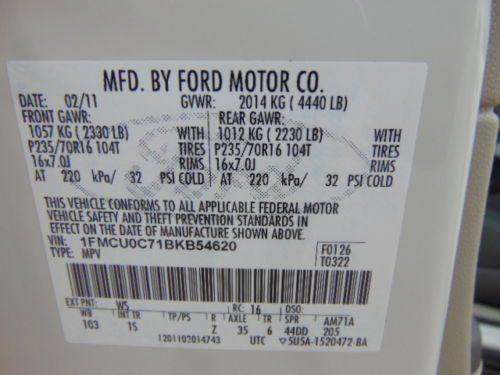 MFD. BY FORD MOTOR CO.
DATE: 02/11 GVWR: 2014 KG ( 4440 LB)
FRONT GAWR: REAR GAWR:
1057 KG ( 2330 LB) WITH 1012 KG ( 2230 LB) WITH
P235/70R16 104T TIRES P235/70R16 104T TIRES
16x7.0J RIMS 16x7.0J RIMS
AT 220 kPa/ 32 PSI COLD AT 220 kPa/ 32 PSI COLD
THIS VEHICLE CONFORMS TO ALL APPLICABLE FEDERAL MOTOR
VEHICLE SAFETY AND THEFT PREVENTION STANDARDS IN
EFFECT ON THE DATE OF MANUFACTURE SHOWN ABOVE.
VIN: 1FMCU0C71BKB54620 F0126
TYPE: MPV T0322
EXT PNT: WS RC: 16 DSO:
WB INT TR TP/PS R AXLE TR SPR AM71A
103 1S Z 35 6 44DD 205
1201102014743 UTC 5U5A-1520472-BA